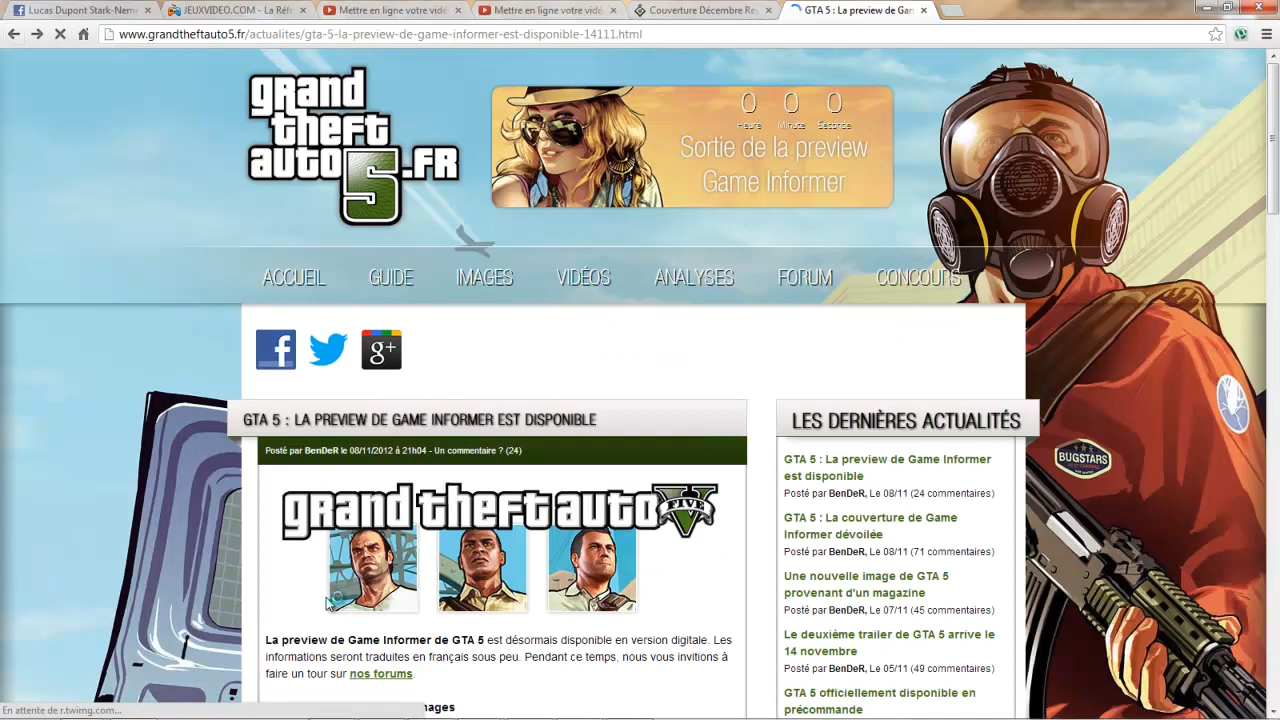 Lucas Dupont Stark-Neme
JEUXVIDEO.COM - La Réfé
Mettre en ligne votre vidé
Mettre en ligne votre vidé
Couverture Décembre Re
GTA 5 : La preview de Gam
www.grandtheftauto5.fr/actualites/gta-5-la-preview-de-game-informer-est-disponible-14111.html
grand theft auto 5.FR
0 0 0
Heure Minute Seconde
Sortie de la preview
Game Informer
ACCUEIL GUIDE IMAGES VIDÉOS ANALYSES FORUM CONCOURS
GTA 5 : LA PREVIEW DE GAME INFORMER EST DISPONIBLE
Posté par BenDeR le 08/11/2012 à 21h04 - Un commentaire ? (24)
grand theft auto V
FIVE
La preview de Game Informer de GTA 5 est désormais disponible en version digitale. Les
informations seront traduites en français sous peu. Pendant ce temps, nous vous invitons à
faire un tour sur nos forums.
mages
LES DERNIÈRES ACTUALITÉS
GTA 5 : La preview de Game Informer
est disponible
Posté par BenDeR, Le 08/11 (24 commentaires)
GTA 5 : La couverture de Game
Informer dévoilée
Posté par BenDeR, Le 08/11 (71 commentaires)
Une nouvelle image de GTA 5
provenant d'un magazine
Posté par BenDeR, Le 07/11 (45 commentaires)
Le deuxième trailer de GTA 5 arrive le
14 novembre
Posté par BenDeR, Le 05/11 (49 commentaires)
GTA 5 officiellement disponible en
précommande
BUGSTARS
En attente de r.twimg.com...